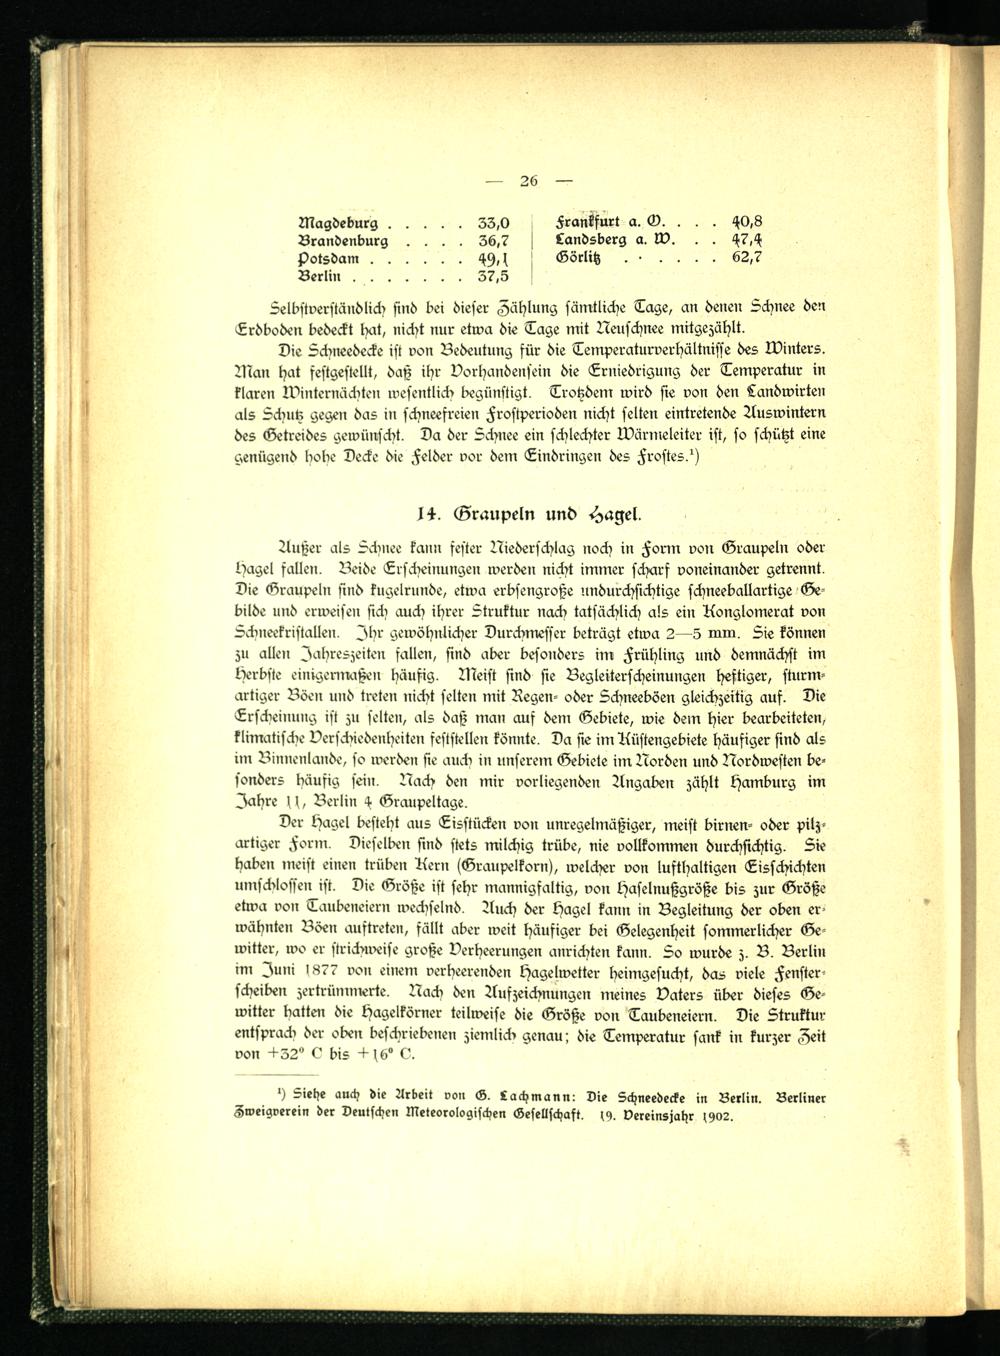 — 26 —
Magdeburg . . . . . 33,0
Brandenburg . . . . 36,7
Potsdam . . . . . . 49,1
Berlin . . . . . . . 37,5
Frankfurt a. O. . . . 40,8
Landsberg a. W. . . 47,4
Görlitz . . . . . . 62,7
Selbstverständlich sind bei dieser Zählung sämtliche Tage, an denen Schnee den
Erdboden bedeckt hat, nicht nur etwa die Tage mit Neuschnee mitgezählt.
Die Schneedecke ist von Bedeutung für die Temperaturverhältnisse des Winters.
Man hat festgestellt, daß ihr Vorhandensein die Erniedrigung der Temperatur in
klaren Winternächten wesentlich begünstigt. Trotzdem wird sie von den Landwirten
als Schutz gegen das in schneefreien Frostperioden nicht selten eintretende Auswintern
des Getreides gewünscht. Da der Schnee ein schlechter Wärmeleiter ist, so schützt eine
genügend hohe Decke die Felder vor dem Eindringen des Frostes.¹)
14. Graupeln und Hagel.
Außer als Schnee kann fester Niederschlag noch in Form von Graupeln oder
Hagel fallen. Beide Erscheinungen werden nicht immer scharf voneinander getrennt.
Die Graupeln sind kugelrunde, etwa erbsengroße undurchsichtige schneeballartige Ge-
bilde und erweisen sich auch ihrer Struktur nach tatsächlich als ein Konglomerat von
Schneekristallen. Ihr gewöhnlicher Durchmesser beträgt etwa 2—5 mm. Sie können
zu allen Jahreszeiten fallen, sind aber besonders im Frühling und demnächst im
Herbste einigermaßen häufig. Meist sind sie Begleiterscheinungen heftiger, sturm-
artiger Böen und treten nicht selten mit Regen- oder Schneeböen gleichzeitig auf. Die
Erscheinung ist zu selten, als daß man auf dem Gebiete, wie dem hier bearbeiteten,
klimatische Verschiedenheiten feststellen könnte. Da sie im Küstengebiete häufiger sind als
im Binnenlande, so werden sie auch in unserem Gebiete im Norden und Nordwesten be-
sonders häufig sein. Nach den mir vorliegenden Angaben zählt Hamburg im
Jahre 11, Berlin 4 Graupeltage.
Der Hagel besteht aus Eisstücken von unregelmäßiger, meist birnen- oder pilz-
artiger Form. Dieselben sind stets milchig trübe, nie vollkommen durchsichtig. Sie
haben meist einen trüben Kern (Graupelkorn), welcher von lufthaltigen Eisschichten
umschlossen ist. Die Größe ist sehr mannigfaltig, von Haselnußgröße bis zur Größe
etwa von Taubeneiern wechselnd. Auch der Hagel kann in Begleitung der oben er-
wähnten Böen auftreten, fällt aber weit häufiger bei Gelegenheit sommerlicher Ge-
witter, wo er strichweise große Verheerungen anrichten kann. So wurde z. B. Berlin
im Juni 1877 von einem verheerenden Hagelwetter heimgesucht, das viele Fenster-
scheiben zertrümmerte. Nach den Aufzeichnungen meines Vaters über dieses Ge-
witter hatten die Hagelkörner teilweise die Größe von Taubeneiern. Die Struktur
entsprach der oben beschriebenen ziemlich genau; die Temperatur sank in kurzer Zeit
von +32° C bis +16° C.
¹) Siehe auch die Arbeit von G. Lachmann: Die Schneedecke in Berlin. Berliner
Zweigverein der Deutschen Meteorologischen Gesellschaft. 19. Vereinsjahr 1902.